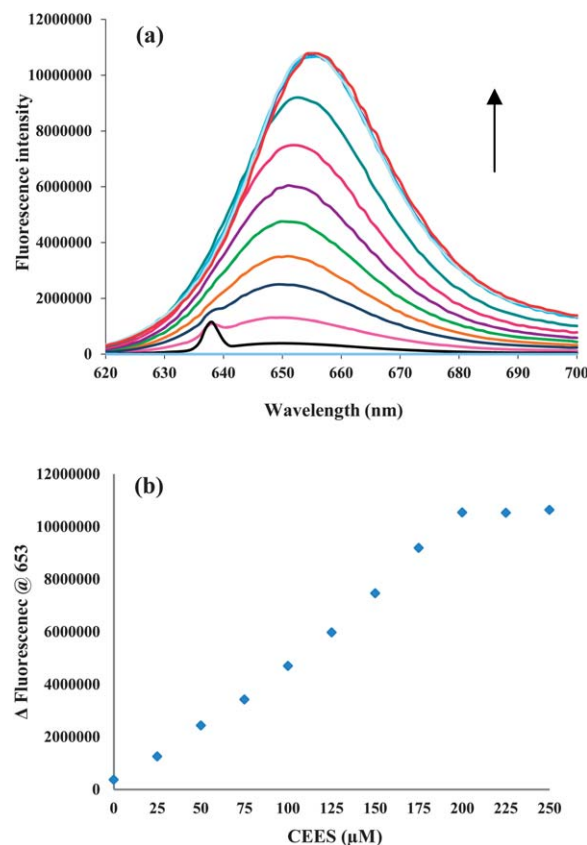 (a)
12000000
10000000
8000000
6000000
4000000
2000000
0
Fluorescence intensity
620 630 640 650 660 670 680 690 700
Wavelength (nm)
(b)
12000000
10000000
8000000
6000000
4000000
2000000
0
Δ Fluorescenec @ 653
0 25 50 75 100 125 150 175 200 225 250
CEES (μM)